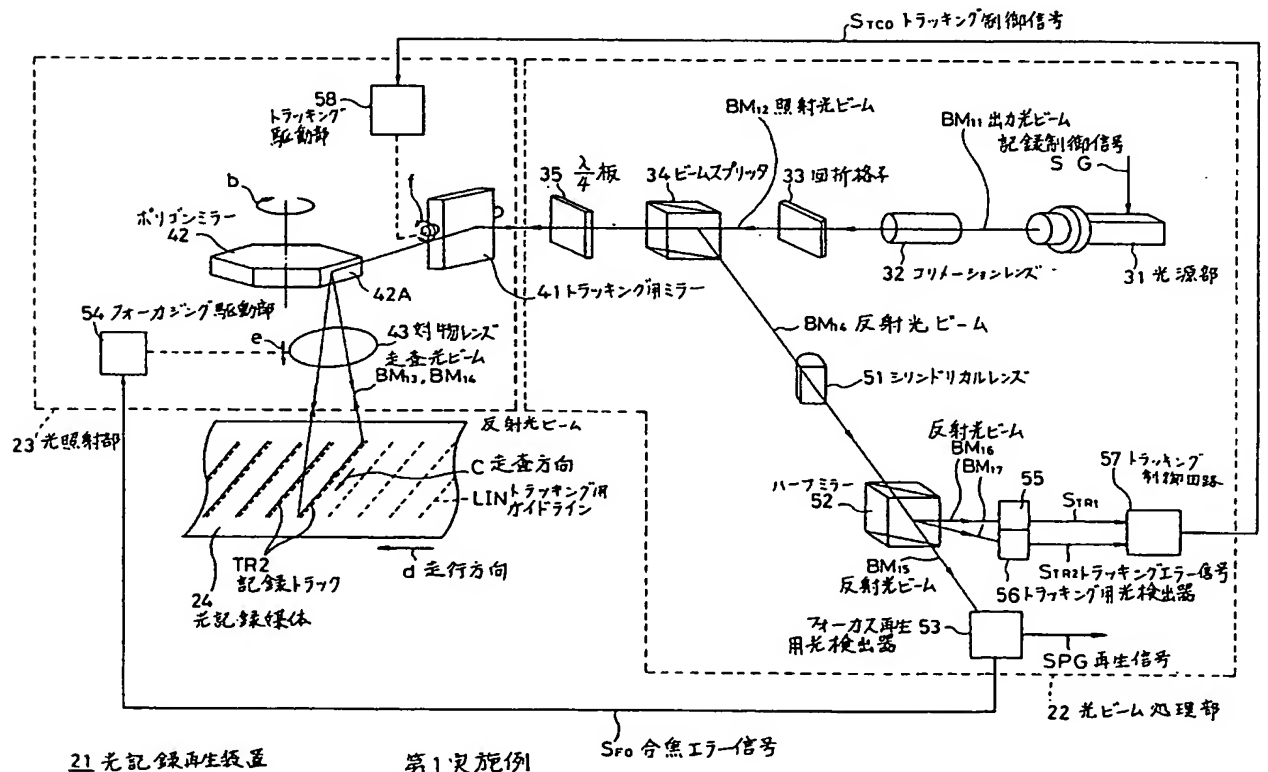 STCO トラッキング制御信号
58
トラッキング
駆動部
BM12 照射光ビーム
BM11 出力光ビーム
記録制御信号
S G
b
f
35 λ/4 板
34 ビームスプリッタ
33 回折格子
ポリゴンミラー
42
42A
41 トラッキング用ミラー
32 コリメーションレンズ
31 光源部
54 フォーカシング駆動部
e
43 対物レンズ
走査光ビーム
BM13, BM14
BM14 反射光ビーム
51 シリンドリカルレンズ
23 光照射部
反射光ビーム
C 走査方向
LIN トラッキング用
ガイドライン
TR2
記録トラック
d 走行方向
24
光記録媒体
反射光ビーム
BM16
BM17
ハーフミラー
52
55
STR1
57 トラッキング
制御回路
STR2 トラッキングエラー信号
56 トラッキング用光検出器
BM15
反射光ビーム
フォーカス再生
用光検出器 53
SPG 再生信号
22 光ビーム処理部
SFO 合焦エラー信号
21 光記録再生装置
第1実施例